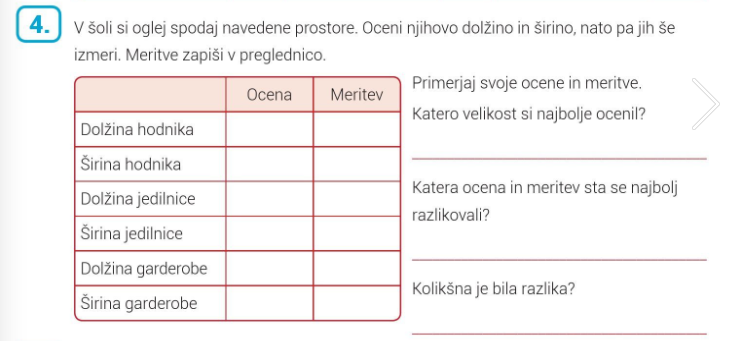 4.
V šoli si oglej spodaj navedene prostore. Oceni njihovo dolžino in širino, nato pa jih še
izmeri. Meritve zapiši v preglednico.
Ocena Meritev
Dolžina hodnika
Širina hodnika
Dolžina jedilnice
Širina jedilnice
Dolžina garderobe
Širina garderobe
Primerjaj svoje ocene in meritve.
Katero velikost si najbolje ocenil?
Katera ocena in meritev sta se najbolj
razlikovali?
Kolikšna je bila razlika?